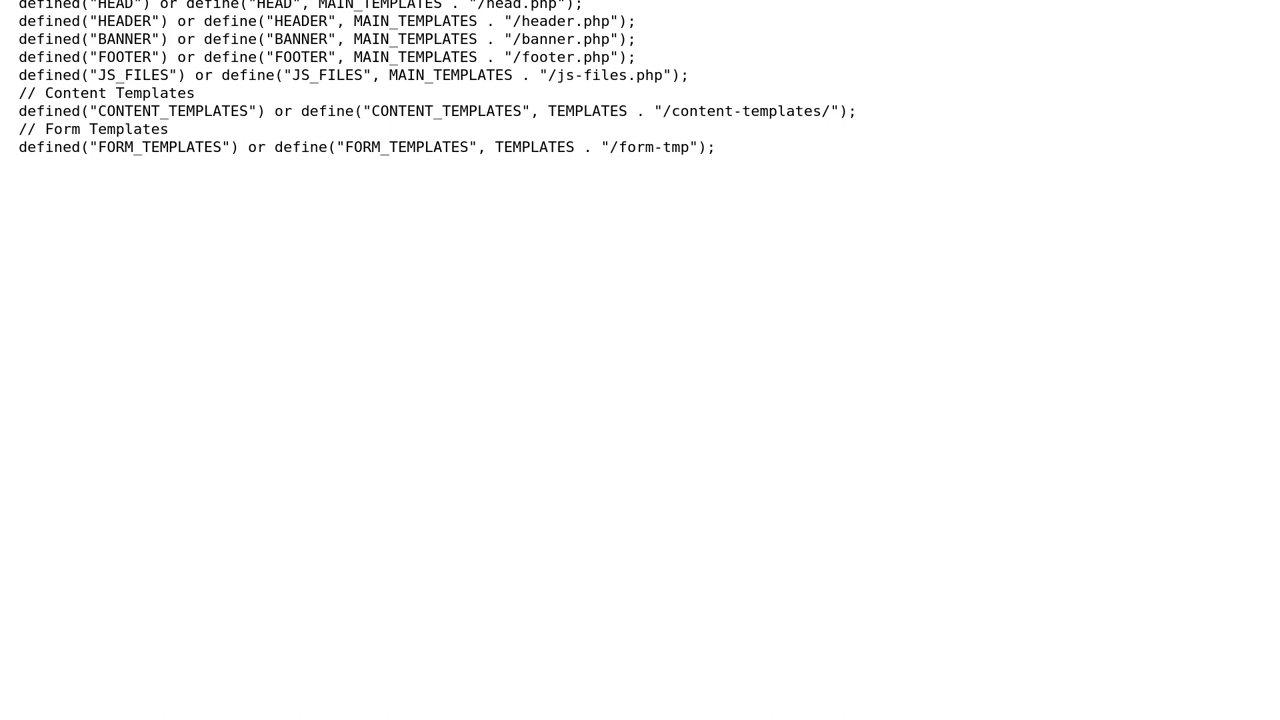 defined("HEAD") or define("HEAD", MAIN_TEMPLATES . "/head.php");
defined("HEADER") or define("HEADER", MAIN_TEMPLATES . "/header.php");
defined("BANNER") or define("BANNER", MAIN_TEMPLATES . "/banner.php");
defined("FOOTER") or define("FOOTER", MAIN_TEMPLATES . "/footer.php");
defined("JS_FILES") or define("JS_FILES", MAIN_TEMPLATES . "/js-files.php");
// Content Templates
defined("CONTENT_TEMPLATES") or define("CONTENT_TEMPLATES", TEMPLATES . "/content-templates/");
// Form Templates
defined("FORM_TEMPLATES") or define("FORM_TEMPLATES", TEMPLATES . "/form-tmp");